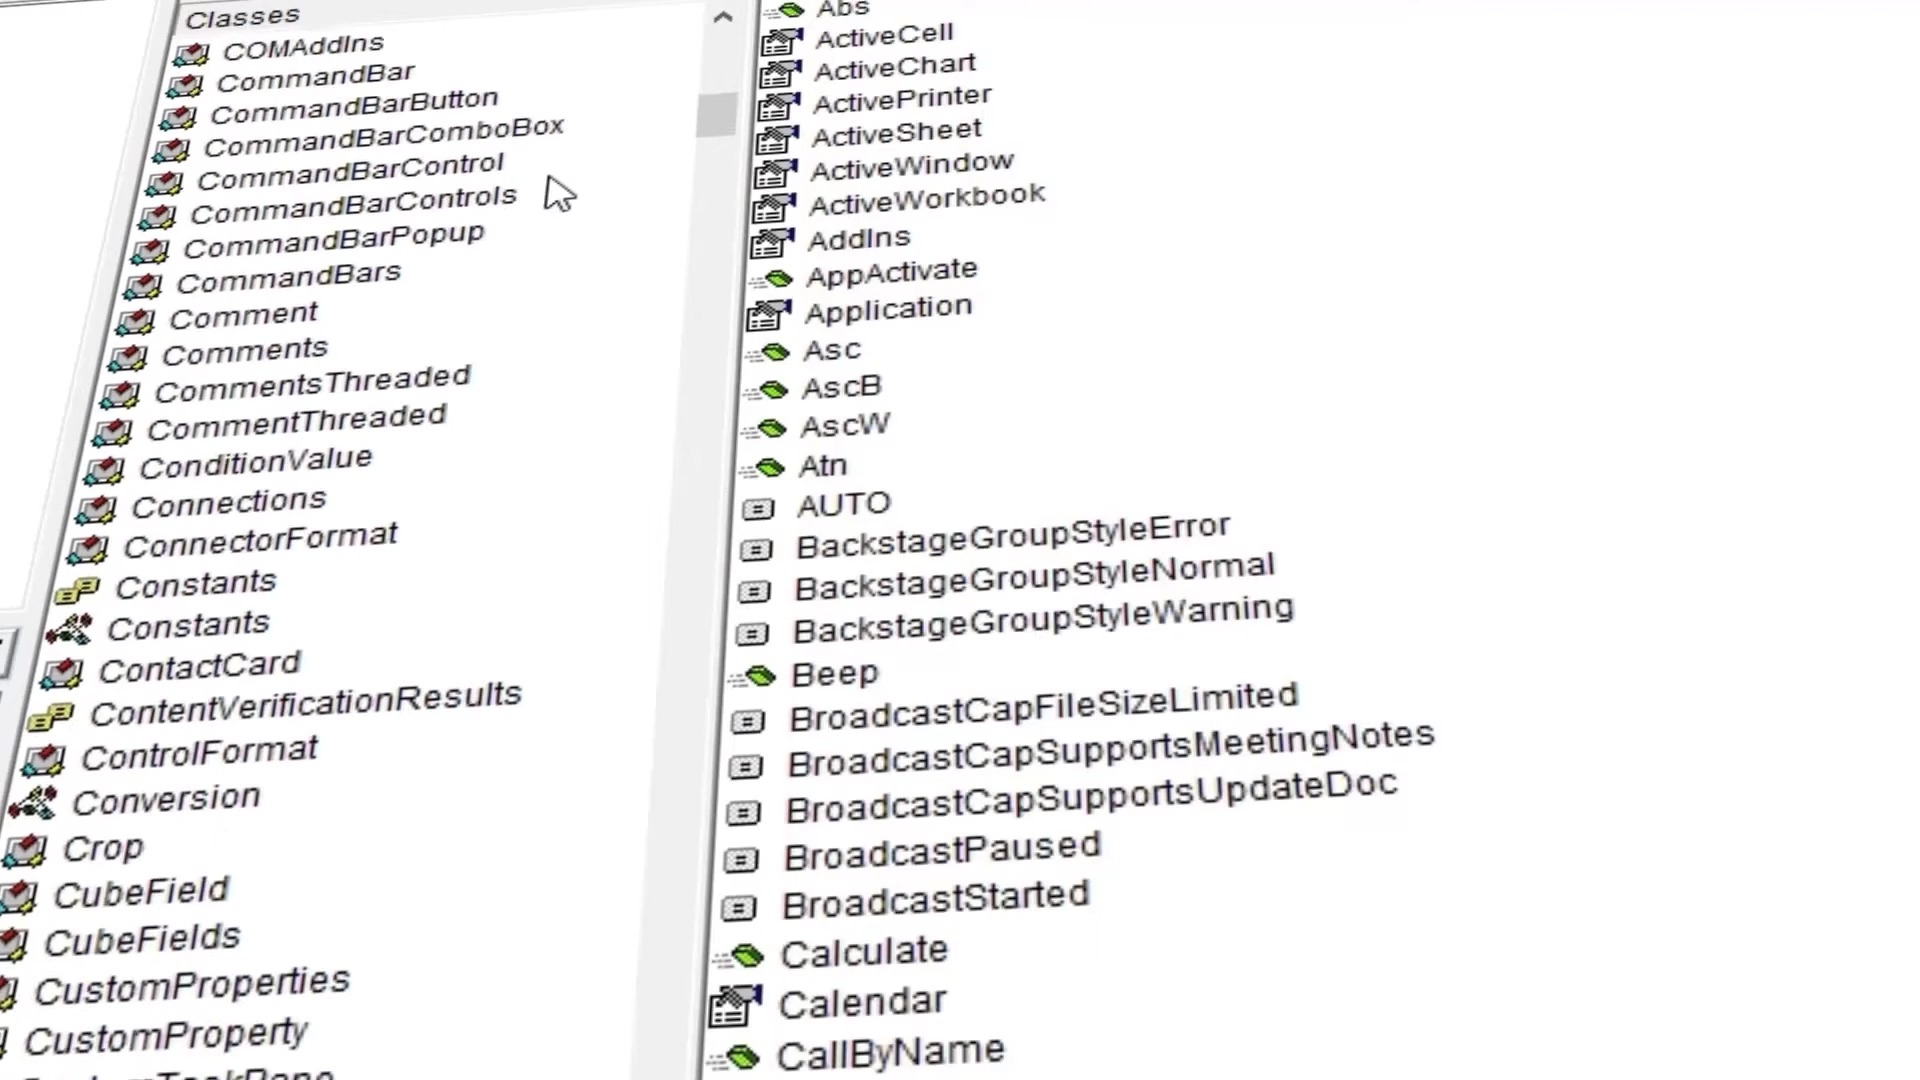 Classes
COMAddIns
CommandBar
CommandBarButton
CommandBarComboBox
CommandBarControl
CommandBarControls
CommandBarPopup
CommandBars
Comment
Comments
CommentsThreaded
CommentThreaded
ConditionValue
Connections
ConnectorFormat
Constants
Constants
ContactCard
ContentVerificationResults
ControlFormat
Conversion
Crop
CubeField
CubeFields
CustomProperties
CustomProperty
Abs
ActiveCell
ActiveChart
ActivePrinter
ActiveSheet
ActiveWindow
ActiveWorkbook
AddIns
AppActivate
Application
Asc
AscB
AscW
Atn
AUTO
BackstageGroupStyleError
BackstageGroupStyleNormal
BackstageGroupStyleWarning
Beep
BroadcastCapFileSizeLimited
BroadcastCapSupportsMeetingNotes
BroadcastCapSupportsUpdateDoc
BroadcastPaused
BroadcastStarted
Calculate
Calendar
CallByName